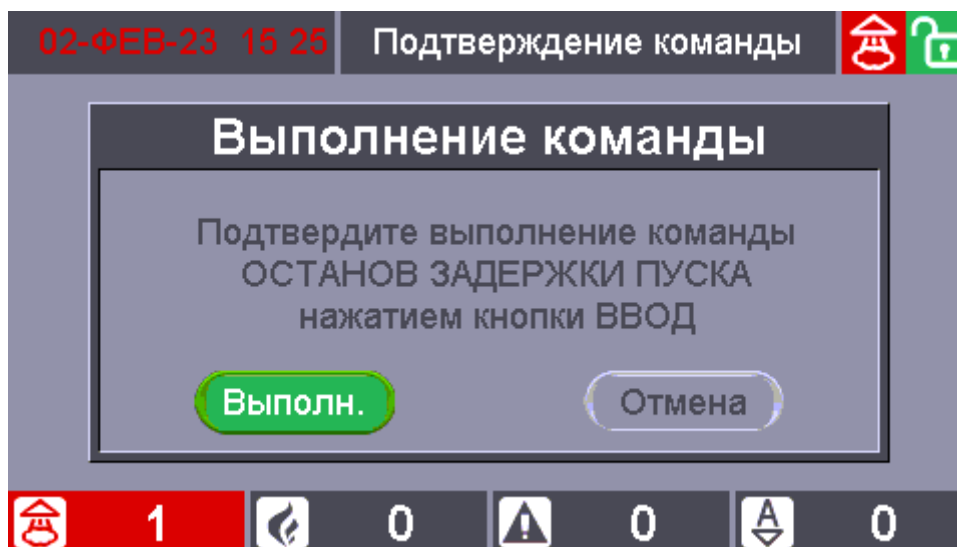 02-ФЕВ-23 15 25
Подтверждение команды
Выполнение команды
Подтвердите выполнение команды
ОСТАНОВ ЗАДЕРЖКИ ПУСКА
нажатием кнопки ВВОД
Выполн.
Отмена
1
0
0
A
0